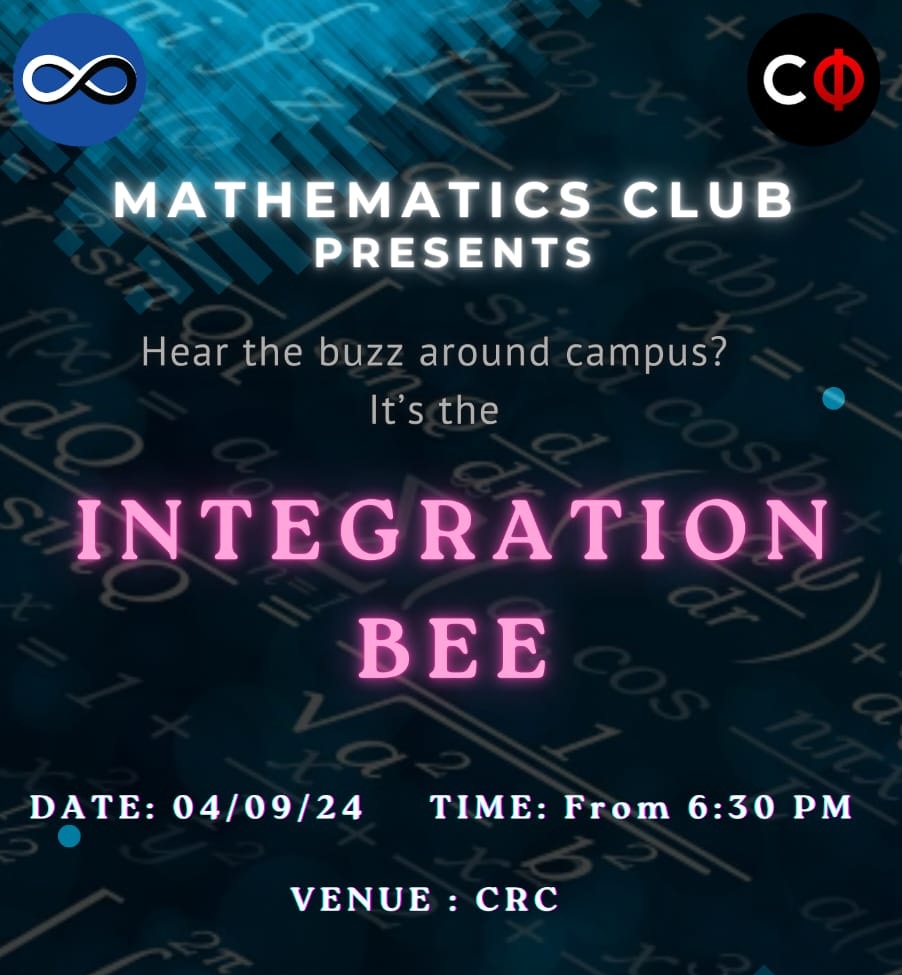 CΦ
MATHEMATICS CLUB
PRESENTS
Hear the buzz around campus?
It's the
INTEGRATION
BEE
DATE: 04/09/24 TIME: From 6:30 PM
VENUE : CRC